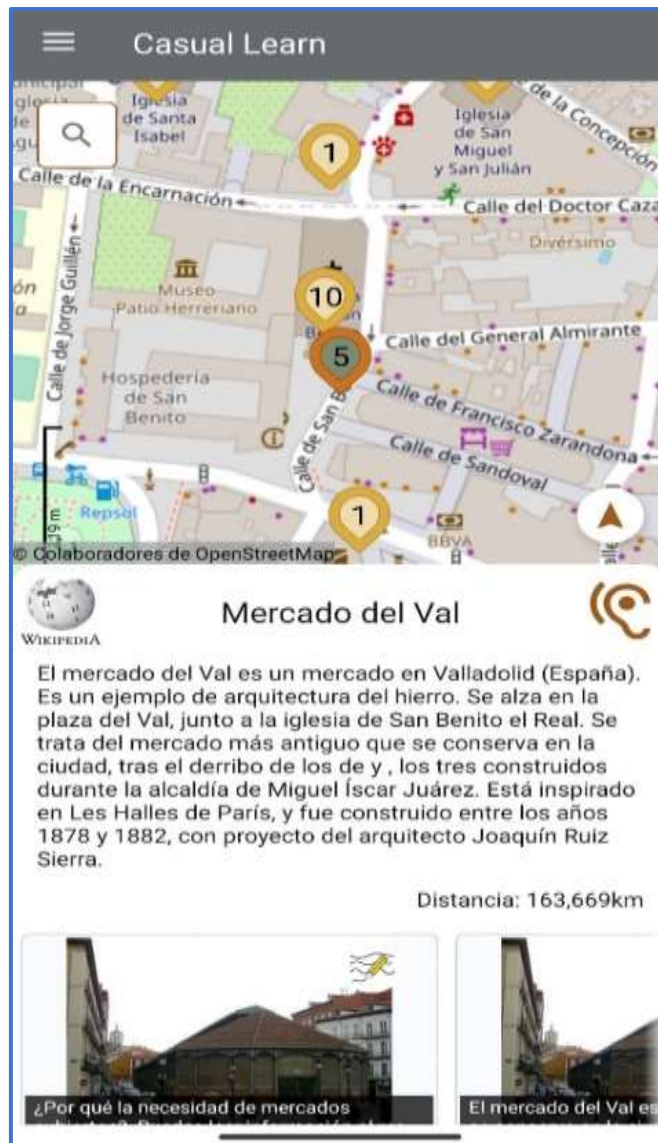 Casual Learn
Iglesia
de Santa
Isabel
1
Iglesia
de San
Miguel
y San Julián
de la Concepción
Calle de la Encarnación
Calle del Doctor Caza
Divérsimo
Museo
Patio Herreriano
Calle de Jorge Guillén
10
5
Calle del General Almirante
Hospedería
de San
Benito
Calle de San B
Calle de Francisco Zarandona
Calle de Sandoval
1
Repsol
BBVA
39 m
© Colaboradores de OpenStreetMap
WIKIPEDIA
Mercado del Val
El mercado del Val es un mercado en Valladolid (España).
Es un ejemplo de arquitectura del hierro. Se alza en la
plaza del Val, junto a la iglesia de San Benito el Real. Se
trata del mercado más antiguo que se conserva en la
ciudad, tras el derribo de los de y , los tres construidos
durante la alcaldía de Miguel Íscar Juárez. Está inspirado
en Les Halles de París, y fue construido entre los años
1878 y 1882, con proyecto del arquitecto Joaquín Ruiz
Sierra.
Distancia: 163,669km
¿Por qué la necesidad de mercados
El mercado del Val es